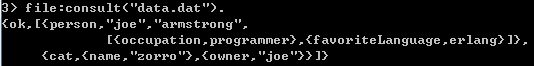 3> file:consult("data.dat").
{ok,[{person,"joe","armstrong",
[{occupation,programmer},{favoriteLanguage,erlang}]},
{cat,{name,"zorro"},{owner,"joe"}}]}